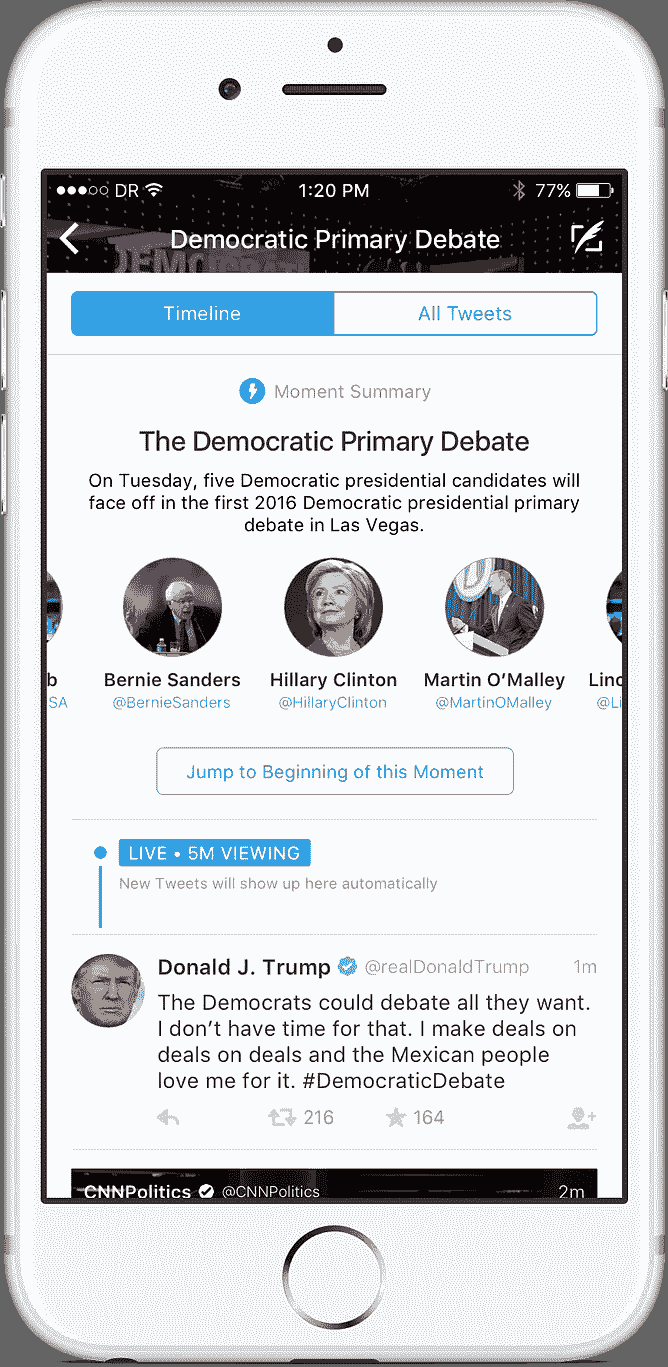 DR 1:20 PM 77%
Democratic Primary Debate
Timeline All Tweets
Moment Summary
The Democratic Primary Debate
On Tuesday, five Democratic presidential candidates will
face off in the first 2016 Democratic presidential primary
debate in Las Vegas.
b Bernie Sanders Hillary Clinton Martin O’Malley Linc
SA @BernieSanders @HillaryClinton @MartinOMalley @Li
Jump to Beginning of this Moment
LIVE • 5M VIEWING
New Tweets will show up here automatically
Donald J. Trump @realDonaldTrump 1m
The Democrats could debate all they want.
I don’t have time for that. I make deals on
deals on deals and the Mexican people
love me for it. #DemocraticDebate
216 164
CNNPolitics @CNNPolitics 2m